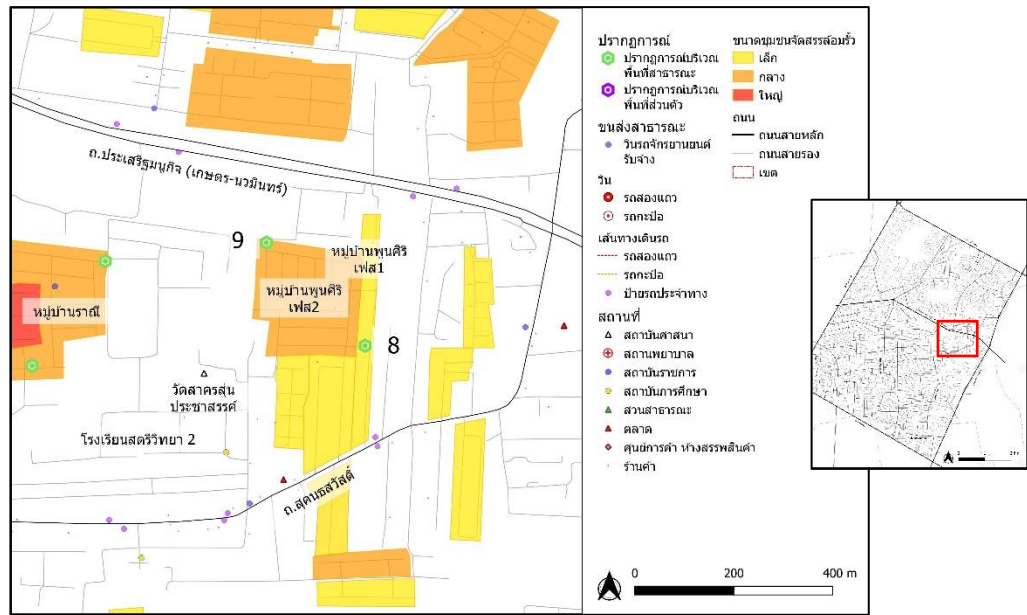 ถ.ประเสริฐมนูกิจ (เกษตร-นวมินทร์)
9
หมู่บ้านพูนศิริ
เฟส1
หมู่บ้านพูนศิริ
เฟส2
หมู่บ้านราณี
8
วัดสาครสุ่น
ประชาสรรค์
โรงเรียนสตรีวิทยา 2
ถ.สุคนธสวัสดิ์
ปรากฏการณ์
ปรากฏการณ์บริเวณ
พื้นที่สาธารณะ
ปรากฏการณ์บริเวณ
พื้นที่ส่วนตัว
ขนส่งสาธารณะ
วินรถจักรยานยนต์
รับจ้าง
วิน
รถสองแถว
รถกะป๊อ
เส้นทางเดินรถ
รถสองแถว
รถกะป๊อ
ป้ายรถประจำทาง
สถานที่
สถาบันศาสนา
สถานพยาบาล
สถาบันราชการ
สถาบันการศึกษา
สวนสาธารณะ
ตลาด
ศูนย์การค้า ห้างสรรพสินค้า
ร้านค้า
ขนาดชุมชนจัดสรรล้อมรั้ว
เล็ก
กลาง
ใหญ่
ถนน
ถนนสายหลัก
ถนนสายรอง
เขต
0 200 400 m